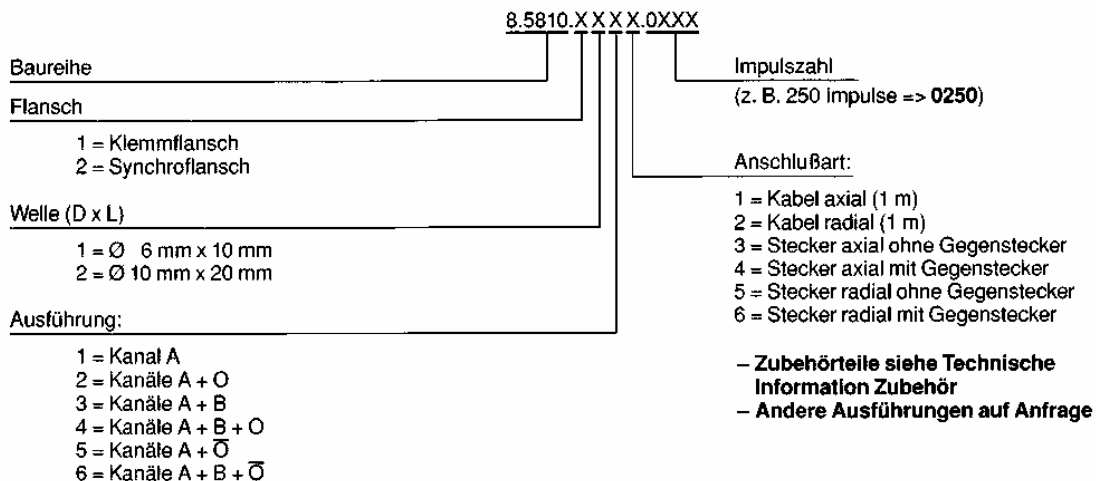 8.5810.X X X X.0XXX
Baureihe
Flansch
1 = Klemmflansch
2 = Synchroflansch
Welle (D x L)
1 = Ø 6 mm x 10 mm
2 = Ø 10 mm x 20 mm
Ausführung:
1 = Kanal A
2 = Kanäle A + O
3 = Kanäle A + B
4 = Kanäle A + B + O
5 = Kanäle A + O̅
6 = Kanäle A + B + O̅
Impulszahl
(z. B. 250 Impulse => 0250)
Anschlußart:
1 = Kabel axial (1 m)
2 = Kabel radial (1 m)
3 = Stecker axial ohne Gegenstecker
4 = Stecker axial mit Gegenstecker
5 = Stecker radial ohne Gegenstecker
6 = Stecker radial mit Gegenstecker
– Zubehörteile siehe Technische
Information Zubehör
– Andere Ausführungen auf Anfrage